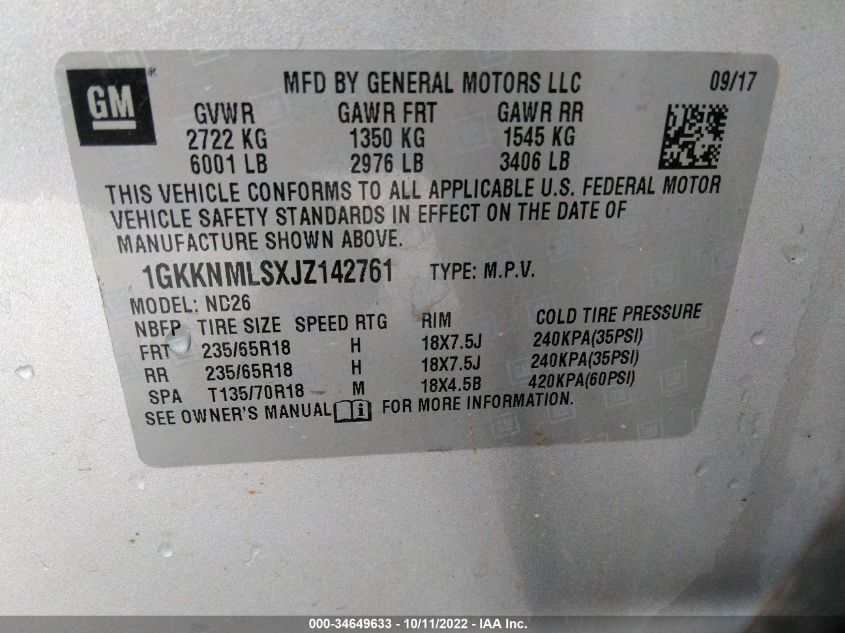 GM® MFD BY GENERAL MOTORS LLC 09/17
GVWR GAWR FRT GAWR RR
2722 KG 1350 KG 1545 KG
6001 LB 2976 LB 3406 LB
THIS VEHICLE CONFORMS TO ALL APPLICABLE U.S. FEDERAL MOTOR
VEHICLE SAFETY STANDARDS IN EFFECT ON THE DATE OF
MANUFACTURE SHOWN ABOVE.
1GKKNMLSXJZ142761 TYPE: M.P.V.
MODEL: ND26
NBFP TIRE SIZE SPEED RTG RIM COLD TIRE PRESSURE
FRT 235/65R18 H 18X7.5J 240KPA(35PSI)
RR 235/65R18 H 18X7.5J 240KPA(35PSI)
SPA T135/70R18 M 18X4.5B 420KPA(60PSI)
SEE OWNER'S MANUAL FOR MORE INFORMATION.
000-34649633 - 10/11/2022 - IAA Inc.